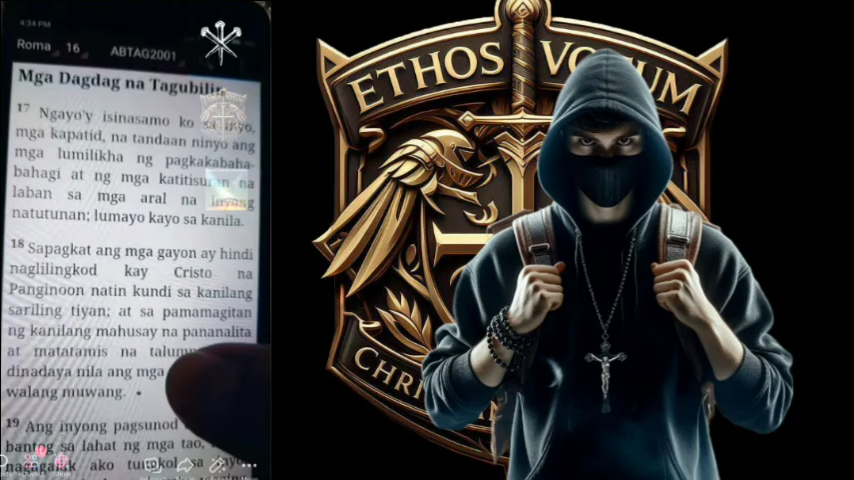 4:34 PM
Roma 16 ABTAG2001
Mga Dagdag na Tagubilin
17 Ngayo'y isinasamo ko sa inyo,
mga kapatid, na tandaan ninyo ang
mga lumilikha ng pagkakabaha-
bahagi at ng mga katitisuran na
laban sa mga aral na inyong
natutunan; lumayo kayo sa kanila.
18 Sapagkat ang mga gayon ay hindi
naglilingkod kay Cristo na
Panginoon natin kundi sa kanilang
sariling tiyan; at sa pamamagitan
ng kanilang mahusay na pananalita
at matatamis na
dinadaya nila ang mga
walang muwang.
19 Ang inyong pagsunod
bantog sa lahat ng mga tao,
nagagalak ako tungkol sa
ETHOS